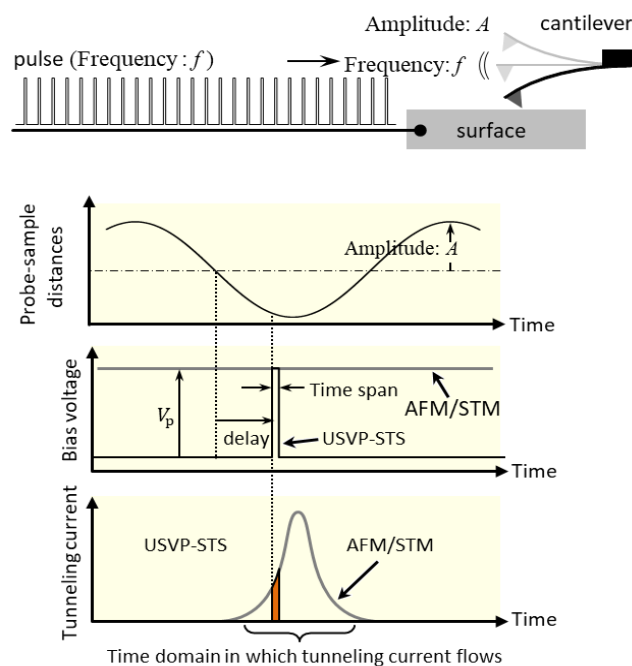 Amplitude: A
cantilever
pulse (Frequency: f)
Frequency: f
surface
Probe-sample
distances
Amplitude: A
Time
Bias voltage
Vp
Time span
delay
AFM/STM
USVP-STS
Time
Tunneling current
USVP-STS
AFM/STM
Time
Time domain in which tunneling current flows